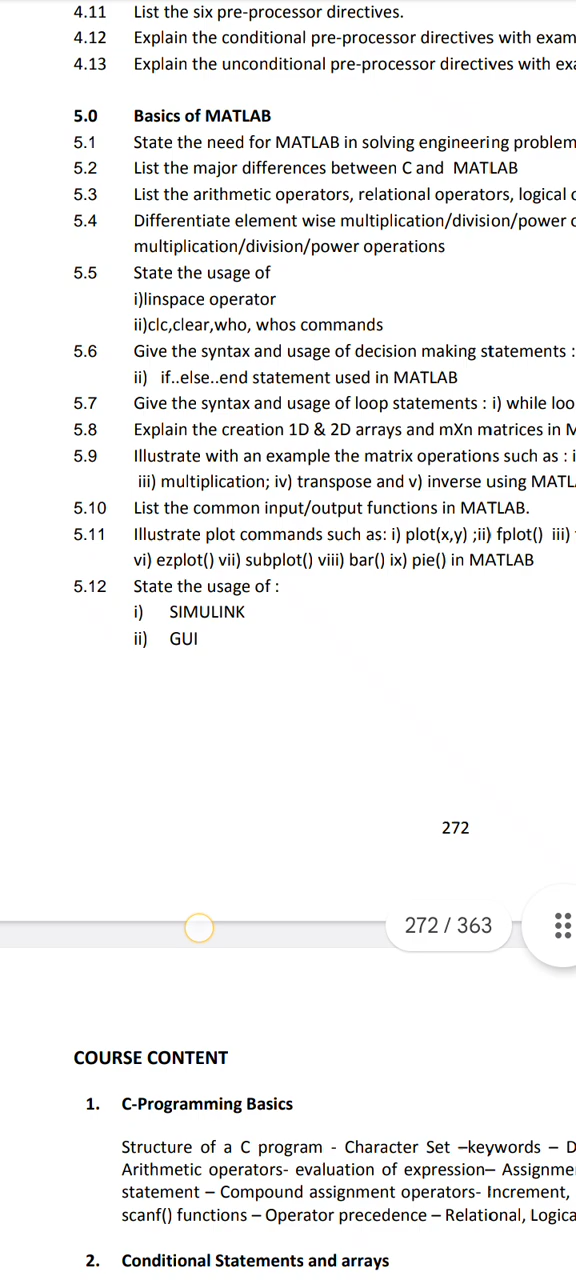 4.11 List the six pre-processor directives.
4.12 Explain the conditional pre-processor directives with exam
4.13 Explain the unconditional pre-processor directives with exa
5.0 Basics of MATLAB
5.1 State the need for MATLAB in solving engineering problem
5.2 List the major differences between C and MATLAB
5.3 List the arithmetic operators, relational operators, logical o
5.4 Differentiate element wise multiplication/division/power o
multiplication/division/power operations
5.5 State the usage of
i)linspace operator
ii)clc,clear,who, whos commands
5.6 Give the syntax and usage of decision making statements :
ii) if..else..end statement used in MATLAB
5.7 Give the syntax and usage of loop statements : i) while loo
5.8 Explain the creation 1D & 2D arrays and mXn matrices in M
5.9 Illustrate with an example the matrix operations such as : i
iii) multiplication; iv) transpose and v) inverse using MATL
5.10 List the common input/output functions in MATLAB.
5.11 Illustrate plot commands such as: i) plot(x,y) ;ii) fplot() iii)
vi) ezplot() vii) subplot() viii) bar() ix) pie() in MATLAB
5.12 State the usage of :
i) SIMULINK
ii) GUI
272
272 / 363
COURSE CONTENT
1. C-Programming Basics
Structure of a C program - Character Set –keywords – D
Arithmetic operators- evaluation of expression– Assignme
statement – Compound assignment operators- Increment,
scanf() functions – Operator precedence – Relational, Logica
2. Conditional Statements and arrays